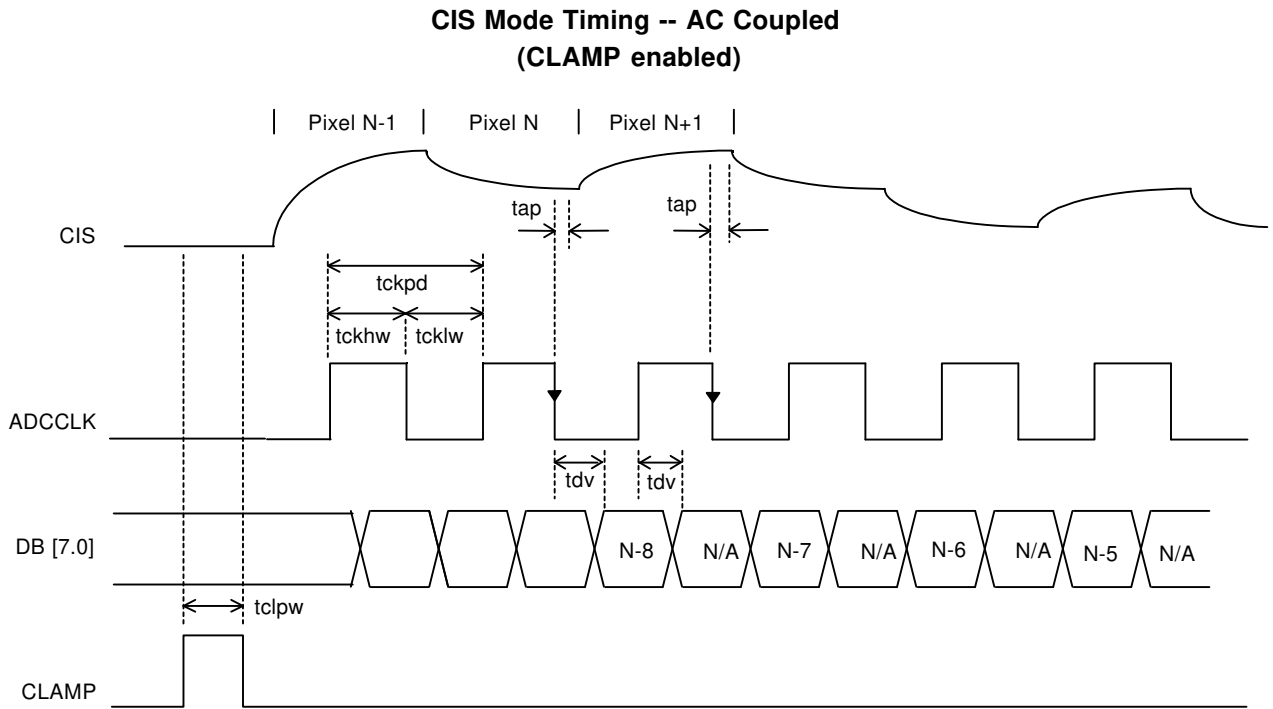 CIS Mode Timing -- AC Coupled
(CLAMP enabled)
| Pixel N-1 | Pixel N | Pixel N+1 |
tap
tap
CIS
tckpd
tckhw
tcklw
ADCCLK
tdv
tdv
DB [7.0]
N-8
N/A
N-7
N/A
N-6
N/A
N-5
N/A
tclpw
CLAMP